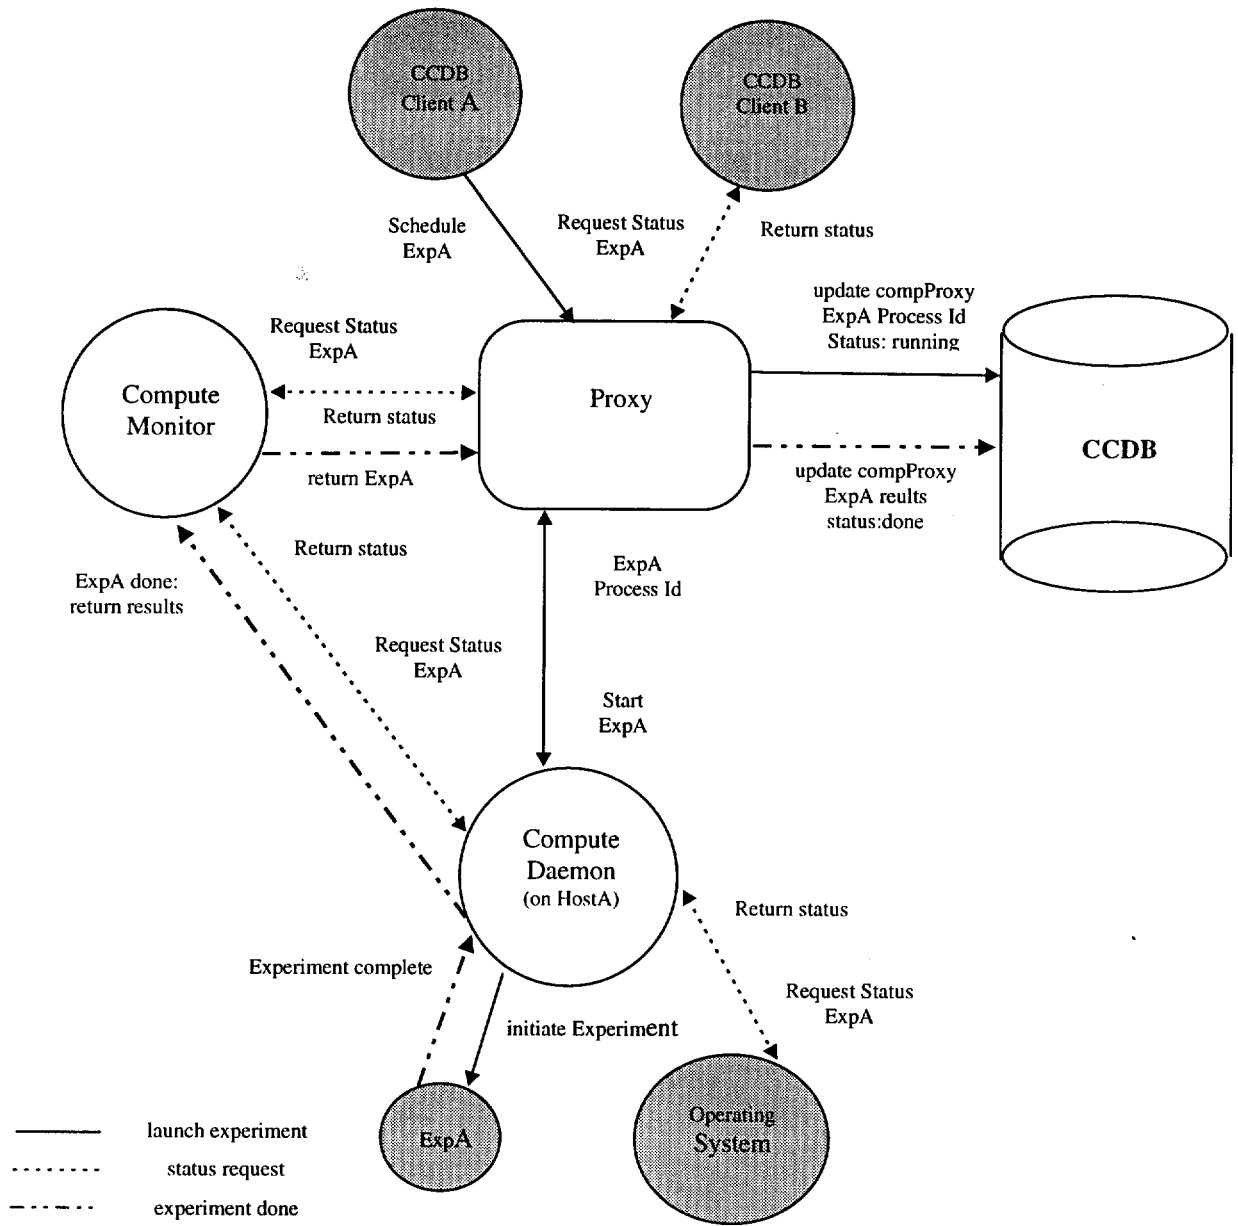 CCDB
Client A
CCDB
Client B
Schedule
ExpA
Request Status
ExpA
Return status
update compProxy
ExpA Process Id
Status: running
Request Status
ExpA
Compute
Monitor
Return status
Proxy
return ExpA
CCDB
update compProxy
ExpA reults
status:done
Return status
ExpA done:
return results
ExpA
Process Id
Request Status
ExpA
Start
ExpA
Compute
Daemon
(on HostA)
Return status
Experiment complete
Request Status
ExpA
initiate Experiment
ExpA
Operating
System
launch experiment
status request
experiment done